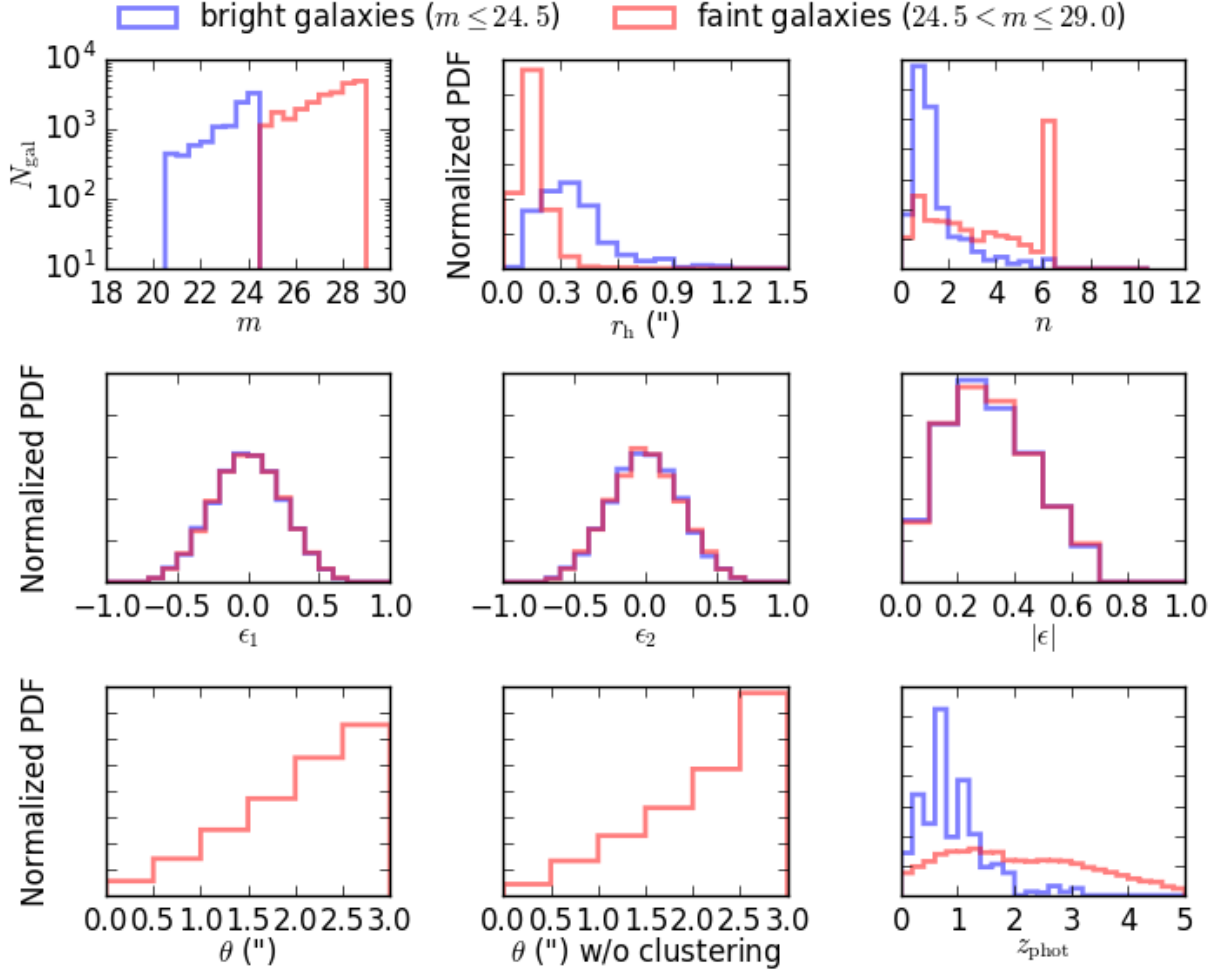 bright galaxies (m ≤ 24.5) faint galaxies (24.5 < m ≤ 29.0)
10^4
10^3
10^2
10^1
N_gal
18 20 22 24 26 28 30
m
Normalized PDF
0.0 0.3 0.6 0.9 1.2 1.5
r_h (")
0 2 4 6 8 10 12
n
Normalized PDF
−1.0 −0.5 0.0 0.5 1.0
ϵ_1
−1.0 −0.5 0.0 0.5 1.0
ϵ_2
0.0 0.2 0.4 0.6 0.8 1.0
|ϵ|
Normalized PDF
0.0 0.5 1.0 1.5 2.0 2.5 3.0
θ (")
0.0 0.5 1.0 1.5 2.0 2.5 3.0
θ (") w/o clustering
0 1 2 3 4 5
z_phot